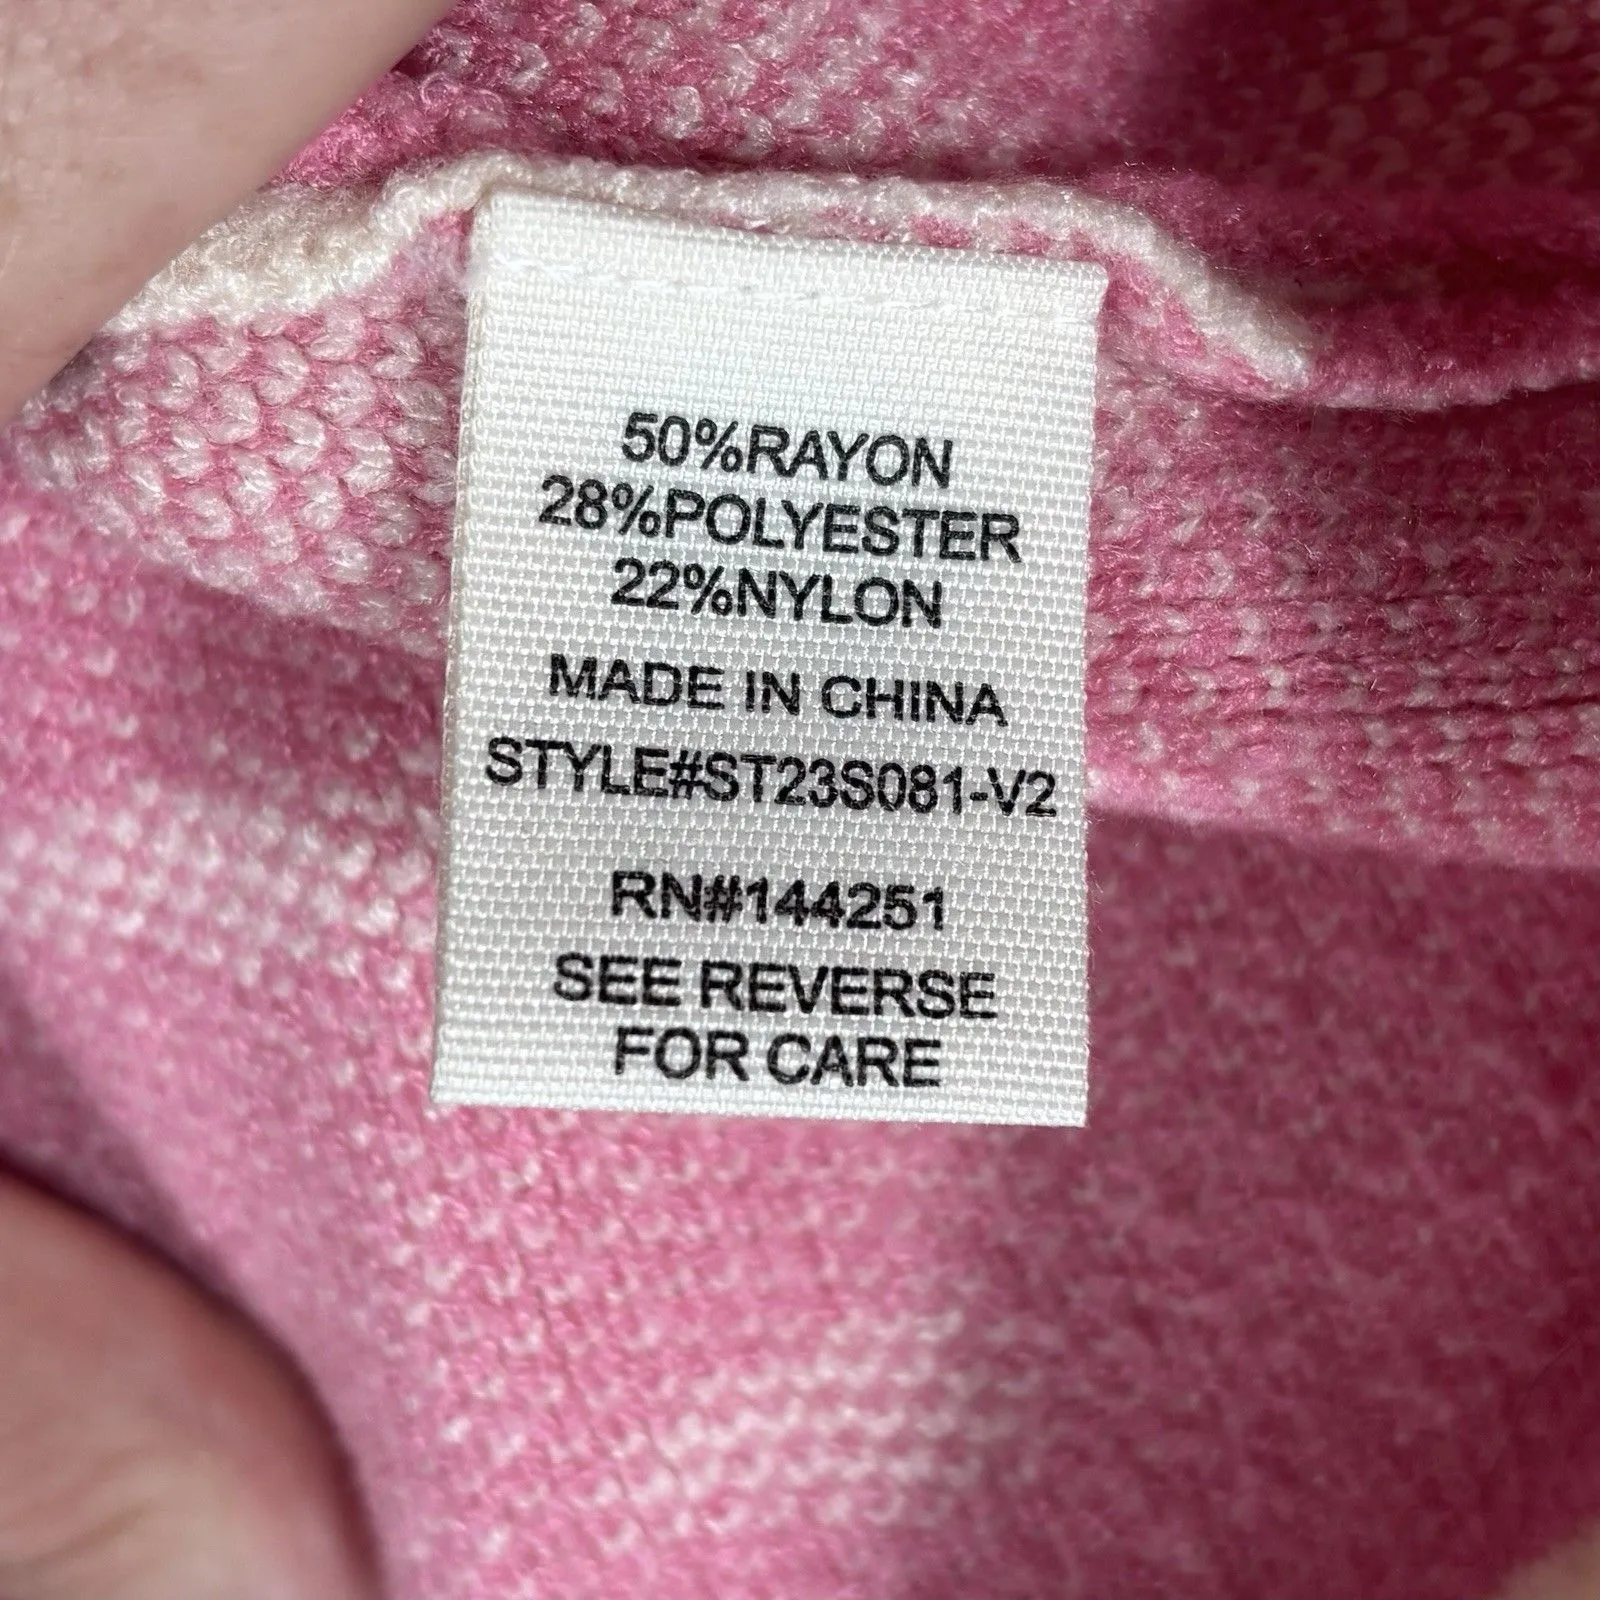 50%RAYON
28%POLYESTER
22%NYLON
MADE IN CHINA
STYLE#ST23S081-V2
RN#144251
SEE REVERSE
FOR CARE